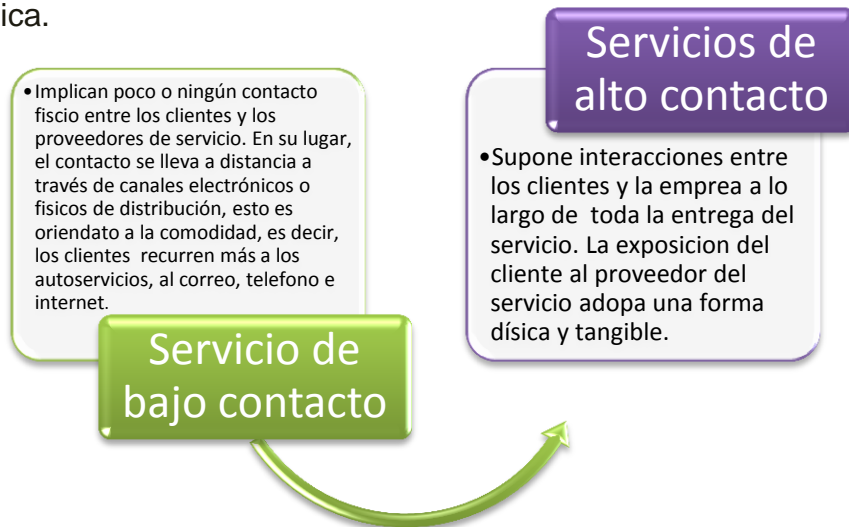 ica.
•Implican poco o ningún contacto
fiscio entre los clientes y los
proveedores de servicio. En su lugar,
el contacto se lleva a distancia a
través de canales electrónicos o
fisicos de distribución, esto es
oriendato a la comodidad, es decir,
los clientes recurren más a los
autoservicios, al correo, telefono e
internet.
Servicio de
bajo contacto
Servicios de
alto contacto
•Supone interacciones entre
los clientes y la emprea a lo
largo de toda la entrega del
servicio. La exposicion del
cliente al proveedor del
servicio adopa una forma
dísica y tangible.